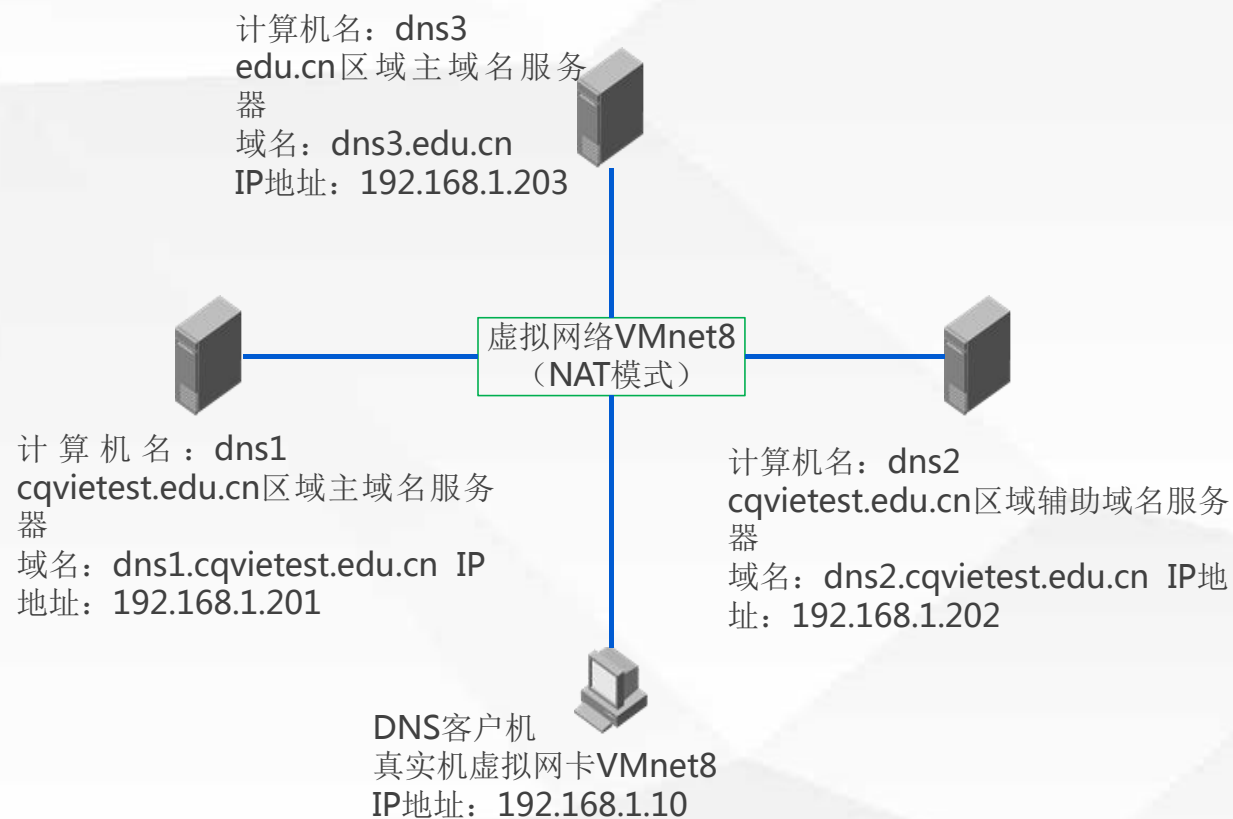 计算机名：dns3
edu.cn区域主域名服务
器
域名：dns3.edu.cn
IP地址：192.168.1.203
虚拟网络VMnet8
（NAT模式）
计算机名：dns1
cqvietest.edu.cn区域主域名服务
器
域名：dns1.cqvietest.edu.cn IP
地址：192.168.1.201
计算机名：dns2
cqvietest.edu.cn区域辅助域名服务
器
域名：dns2.cqvietest.edu.cn IP地
址：192.168.1.202
DNS客户机
真实机虚拟网卡VMnet8
IP地址：192.168.1.10